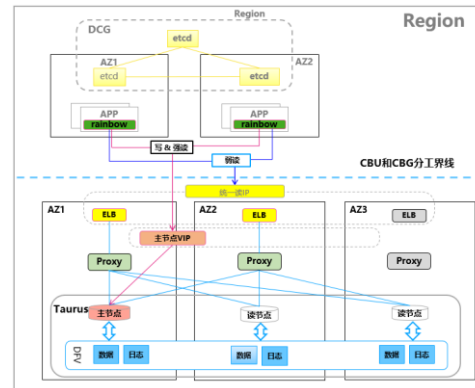 Region
Region
DCG
etcd
AZ1
AZ2
etcd
etcd
APP
APP
rainbow
rainbow
写 & 强读
弱读
CBU和CBG分工界线
统一读IP
AZ1
AZ2
AZ3
ELB
ELB
ELB
主节点VIP
Proxy
Proxy
Proxy
Taurus
主节点
读节点
读节点
DFV
数据
日志
数据
日志
数据
日志